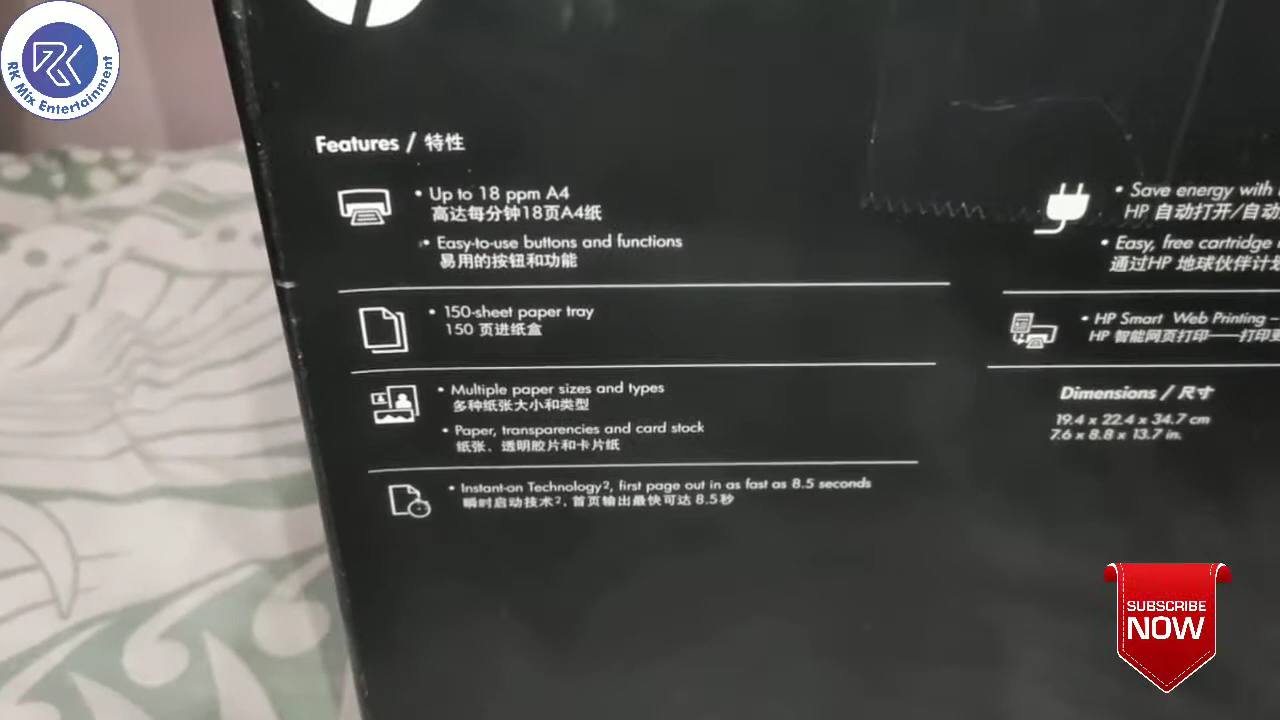 RK Mix Entertainment
Features / 特性
• Up to 18 ppm A4
高达每分钟18页A4纸
• Easy-to-use buttons and functions
易用的按钮和功能
• 150-sheet paper tray
150 页进纸盒
• Multiple paper sizes and types
多种纸张大小和类型
• Paper, transparencies and card stock
纸张、透明胶片和卡片纸
• Instant-on Technology², first page out in as fast as 8.5 seconds
瞬时启动技术², 首页输出最快可达 8.5秒
• Save energy with
HP 自动打开/自动
• Easy, free cartridge
通过HP 地球伙伴计划
• HP Smart Web Printing –
HP 智能网页打印——打印
Dimensions / 尺寸
19.4 x 22.4 x 34.7 cm
7.6 x 8.8 x 13.7 in.
SUBSCRIBE
NOW